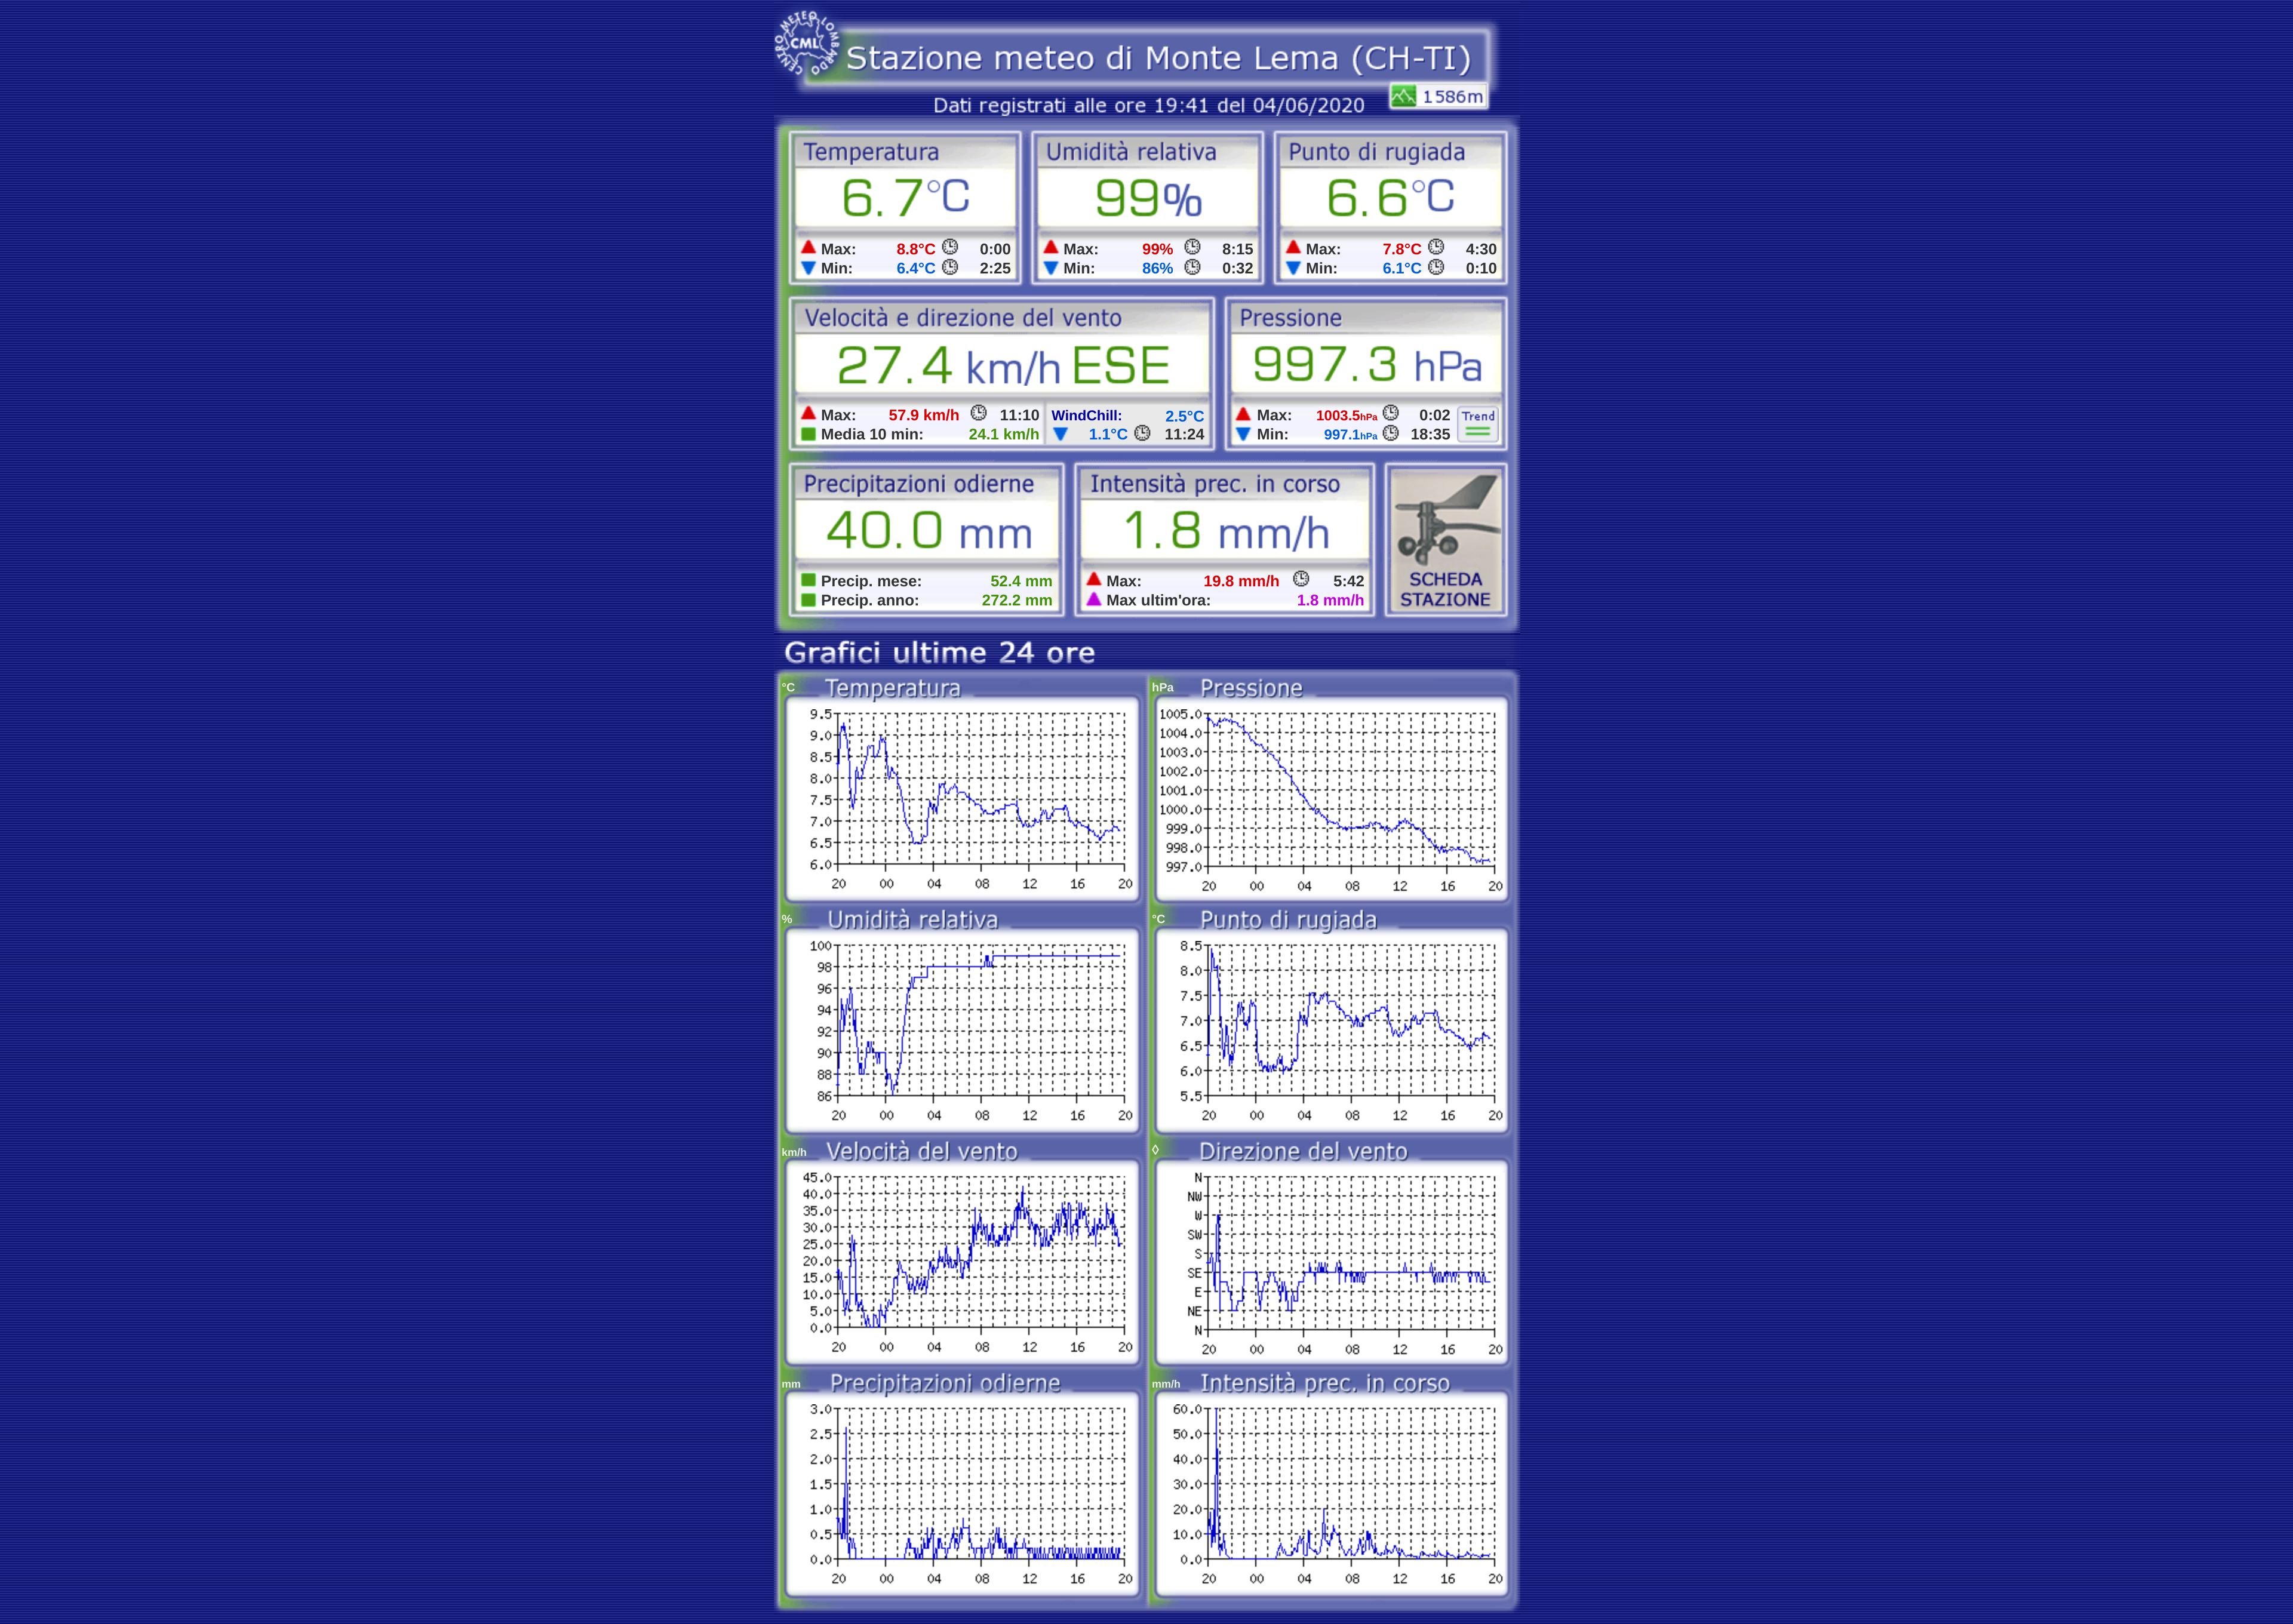 CENTRO METEO LOMBARDO
CML
Stazione meteo di Monte Lema (CH-TI)
1586m
Dati registrati alle ore 19:41 del 04/06/2020
Temperatura
6.7°C
Max: 8.8°C 0:00
Min: 6.4°C 2:25
Umidità relativa
99%
Max: 99% 8:15
Min: 86% 0:32
Punto di rugiada
6.6°C
Max: 7.8°C 4:30
Min: 6.1°C 0:10
Velocità e direzione del vento
27.4 km/h ESE
Max: 57.9 km/h 11:10
Media 10 min: 24.1 km/h
WindChill: 2.5°C
1.1°C 11:24
Pressione
997.3 hPa
Max: 1003.5hPa 0:02
Min: 997.1hPa 18:35
Trend
Precipitazioni odierne
40.0 mm
Precip. mese: 52.4 mm
Precip. anno: 272.2 mm
Intensità prec. in corso
1.8 mm/h
Max: 19.8 mm/h 5:42
Max ultim'ora: 1.8 mm/h
SCHEDA
STAZIONE
Grafici ultime 24 ore
°C Temperatura
9.5
9.0
8.5
8.0
7.5
7.0
6.5
6.0
20 00 04 08 12 16 20
hPa Pressione
1005.0
1004.0
1003.0
1002.0
1001.0
1000.0
999.0
998.0
997.0
20 00 04 08 12 16 20
% Umidità relativa
100
98
96
94
92
90
88
86
20 00 04 08 12 16 20
°C Punto di rugiada
8.5
8.0
7.5
7.0
6.5
6.0
5.5
20 00 04 08 12 16 20
km/h Velocità del vento
45.0
40.0
35.0
30.0
25.0
20.0
15.0
10.0
5.0
0.0
20 00 04 08 12 16 20
◊ Direzione del vento
N
NW
W
SW
S
SE
E
NE
N
20 00 04 08 12 16 20
mm Precipitazioni odierne
3.0
2.5
2.0
1.5
1.0
0.5
0.0
20 00 04 08 12 16 20
mm/h Intensità prec. in corso
60.0
50.0
40.0
30.0
20.0
10.0
0.0
20 00 04 08 12 16 20